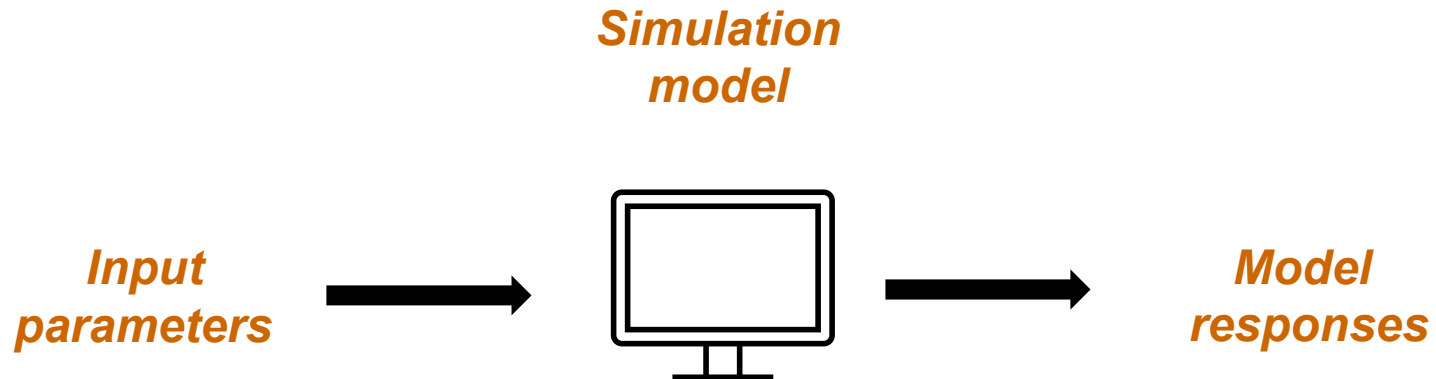 Simulation
model
Input
parameters
Model
responses